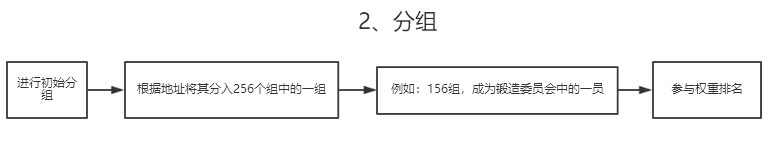 2、分组
进行初始分
组
根据地址将其分入256个组中的一组
例如：156组，成为锻造委员会中的一员
参与权重排名